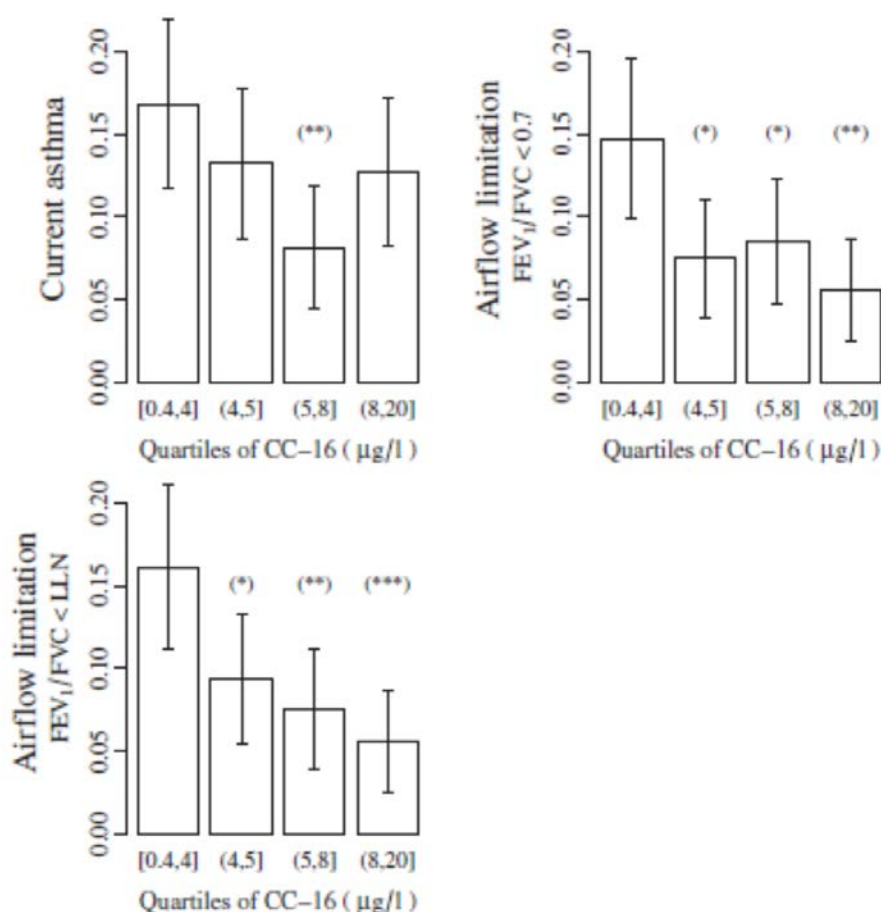 Current asthma
0.20
0.15
0.10
0.05
0.00
(**)
[0.4,4] (4,5] (5,8] (8,20]
Quartiles of CC–16 ( μg/l )
Airflow limitation
FEV₁/FVC < 0.7
0.20
0.15
0.10
0.05
0.00
(*) (*) (**)
[0.4,4] (4,5] (5,8] (8,20]
Quartiles of CC–16 ( μg/l )
Airflow limitation
FEV₁/FVC < LLN
0.20
0.15
0.10
0.05
0.00
(*) (**) (***)
[0.4,4] (4,5] (5,8] (8,20]
Quartiles of CC–16 ( μg/l )